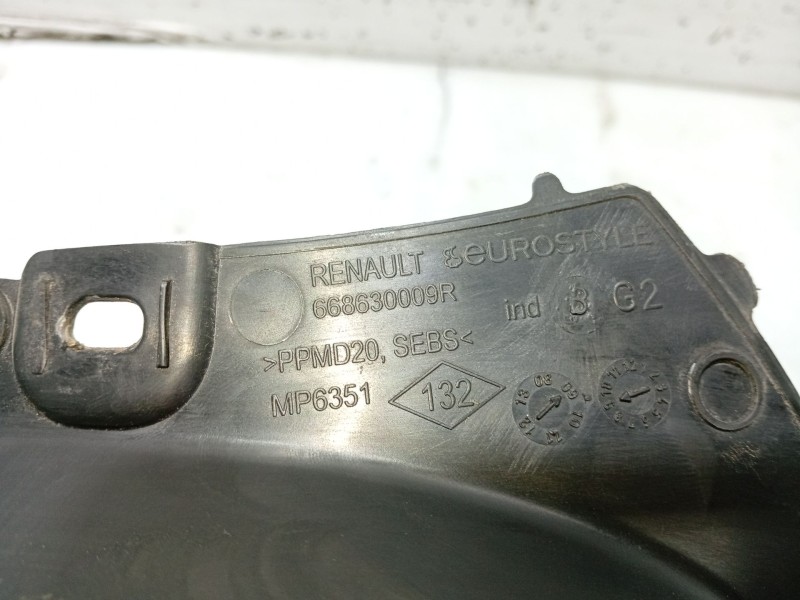 RENAULT eurostyle
668630009R
ind B G2
>PPMD20, SEBS<
MP6351 132